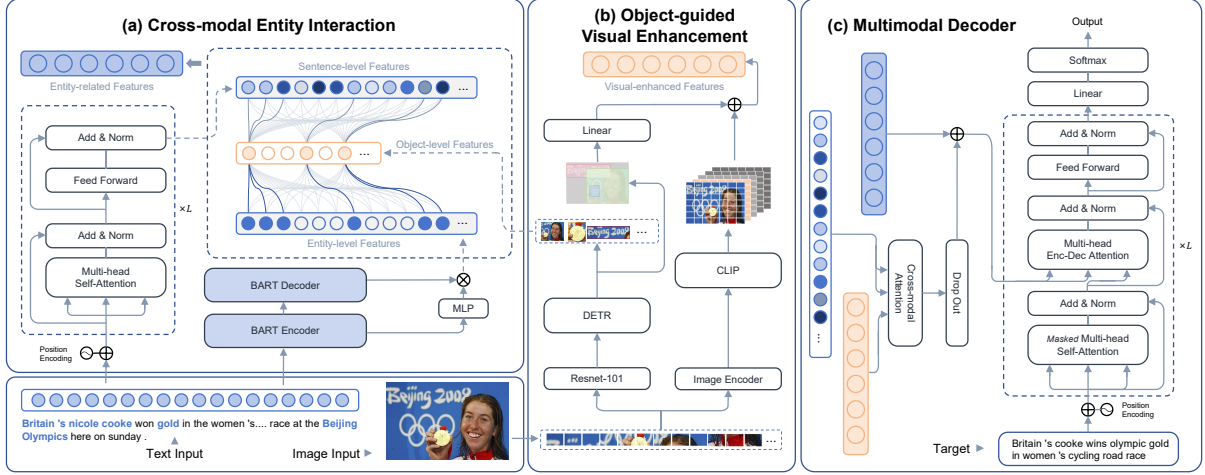 (a) Cross-modal Entity Interaction
Sentence-level Features
Entity-related Features
Add & Norm
Object-level Features
Feed Forward
×L
Add & Norm
Entity-level Features
Multi-head
Self-Attention
BART Decoder
MLP
BART Encoder
Position
Encoding
Britain 's nicole cooke won gold in the women 's.... race at the Beijing
Olympics here on sunday .
Text Input
Image Input
Beijing 2008
(b) Object-guided
Visual Enhancement
Visual-enhanced Features
Linear
Beijing 2008
...
CLIP
DETR
Resnet-101
Image Encoder
...
(c) Multimodal Decoder
Output
Softmax
Linear
Add & Norm
Feed Forward
Add & Norm
Multi-head
Enc-Dec Attention
×L
Cross-modal
Attention
Drop Out
Add & Norm
Masked Multi-head
Self-Attention
Position
Encoding
Target
Britain 's cooke wins olympic gold
in women 's cycling road race